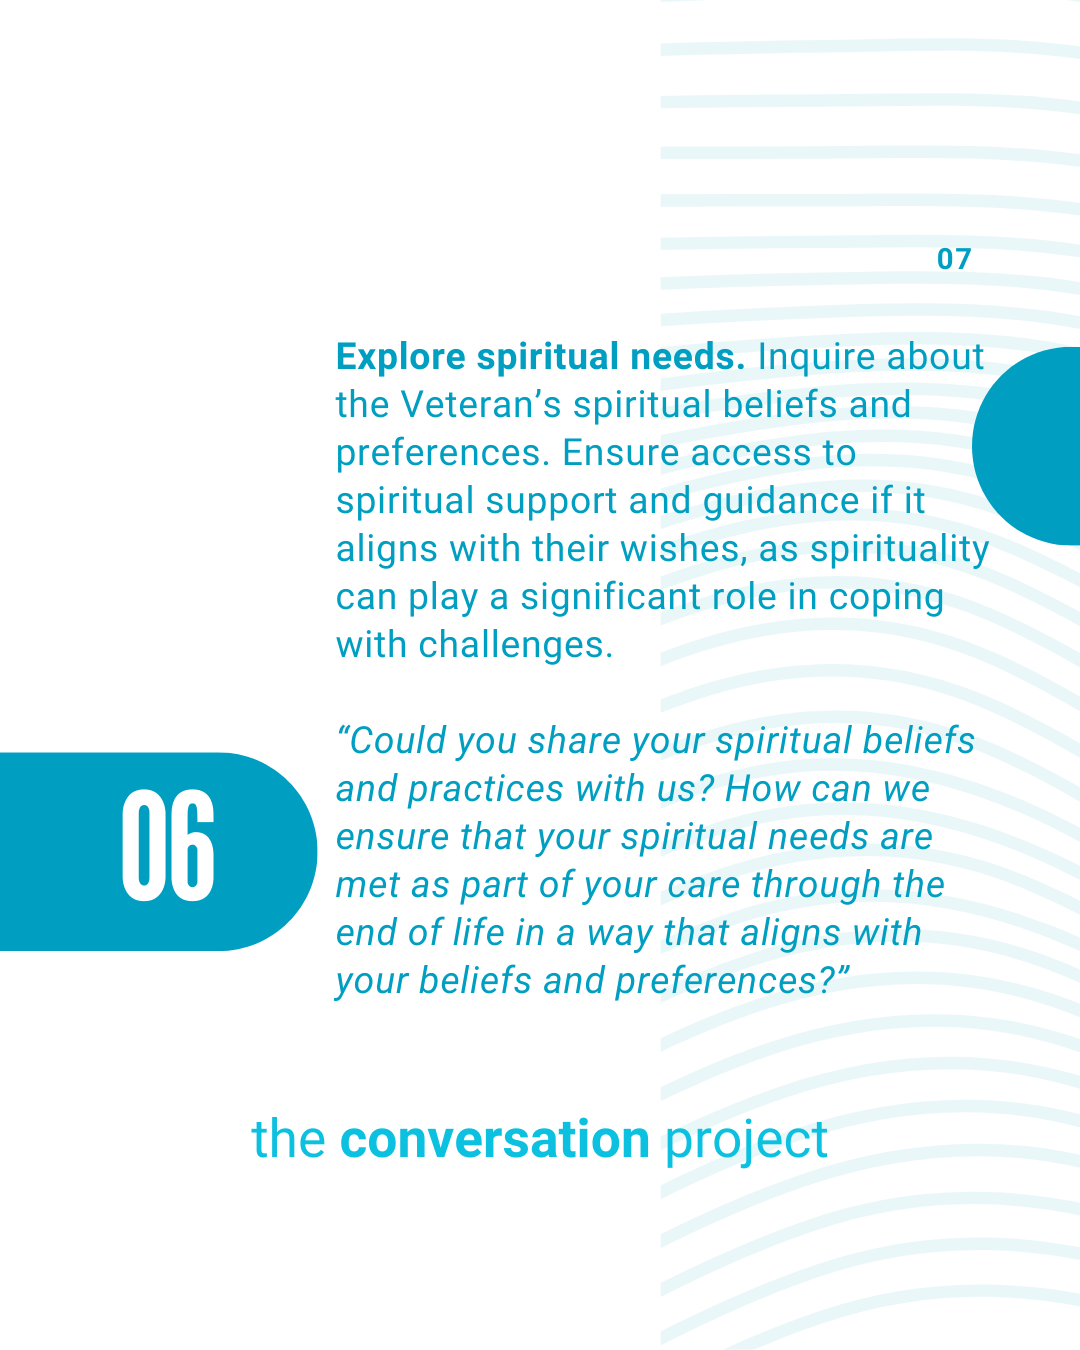 07
Explore spiritual needs. Inquire about
the Veteran’s spiritual beliefs and
preferences. Ensure access to
spiritual support and guidance if it
aligns with their wishes, as spirituality
can play a significant role in coping
with challenges.
“Could you share your spiritual beliefs
and practices with us? How can we
ensure that your spiritual needs are
met as part of your care through the
end of life in a way that aligns with
your beliefs and preferences?”
06
the conversation project